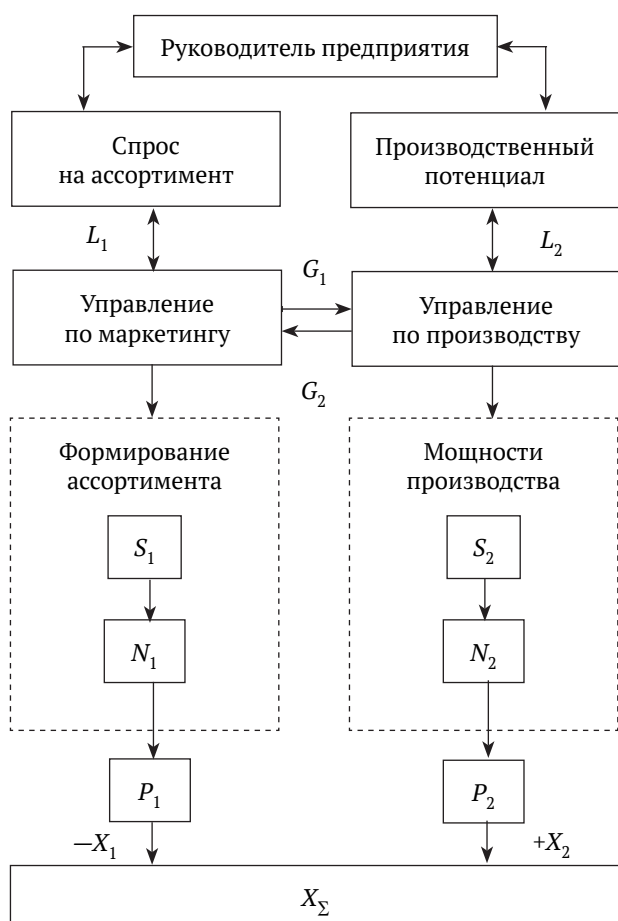 Руководитель предприятия
Спрос
на ассортимент
Производственный
потенциал
L₁
L₂
G₁
Управление
по маркетингу
Управление
по производству
G₂
Формирование
ассортимента
Мощности
производства
S₁
S₂
N₁
N₂
P₁
P₂
—X₁
+X₂
X_Σ